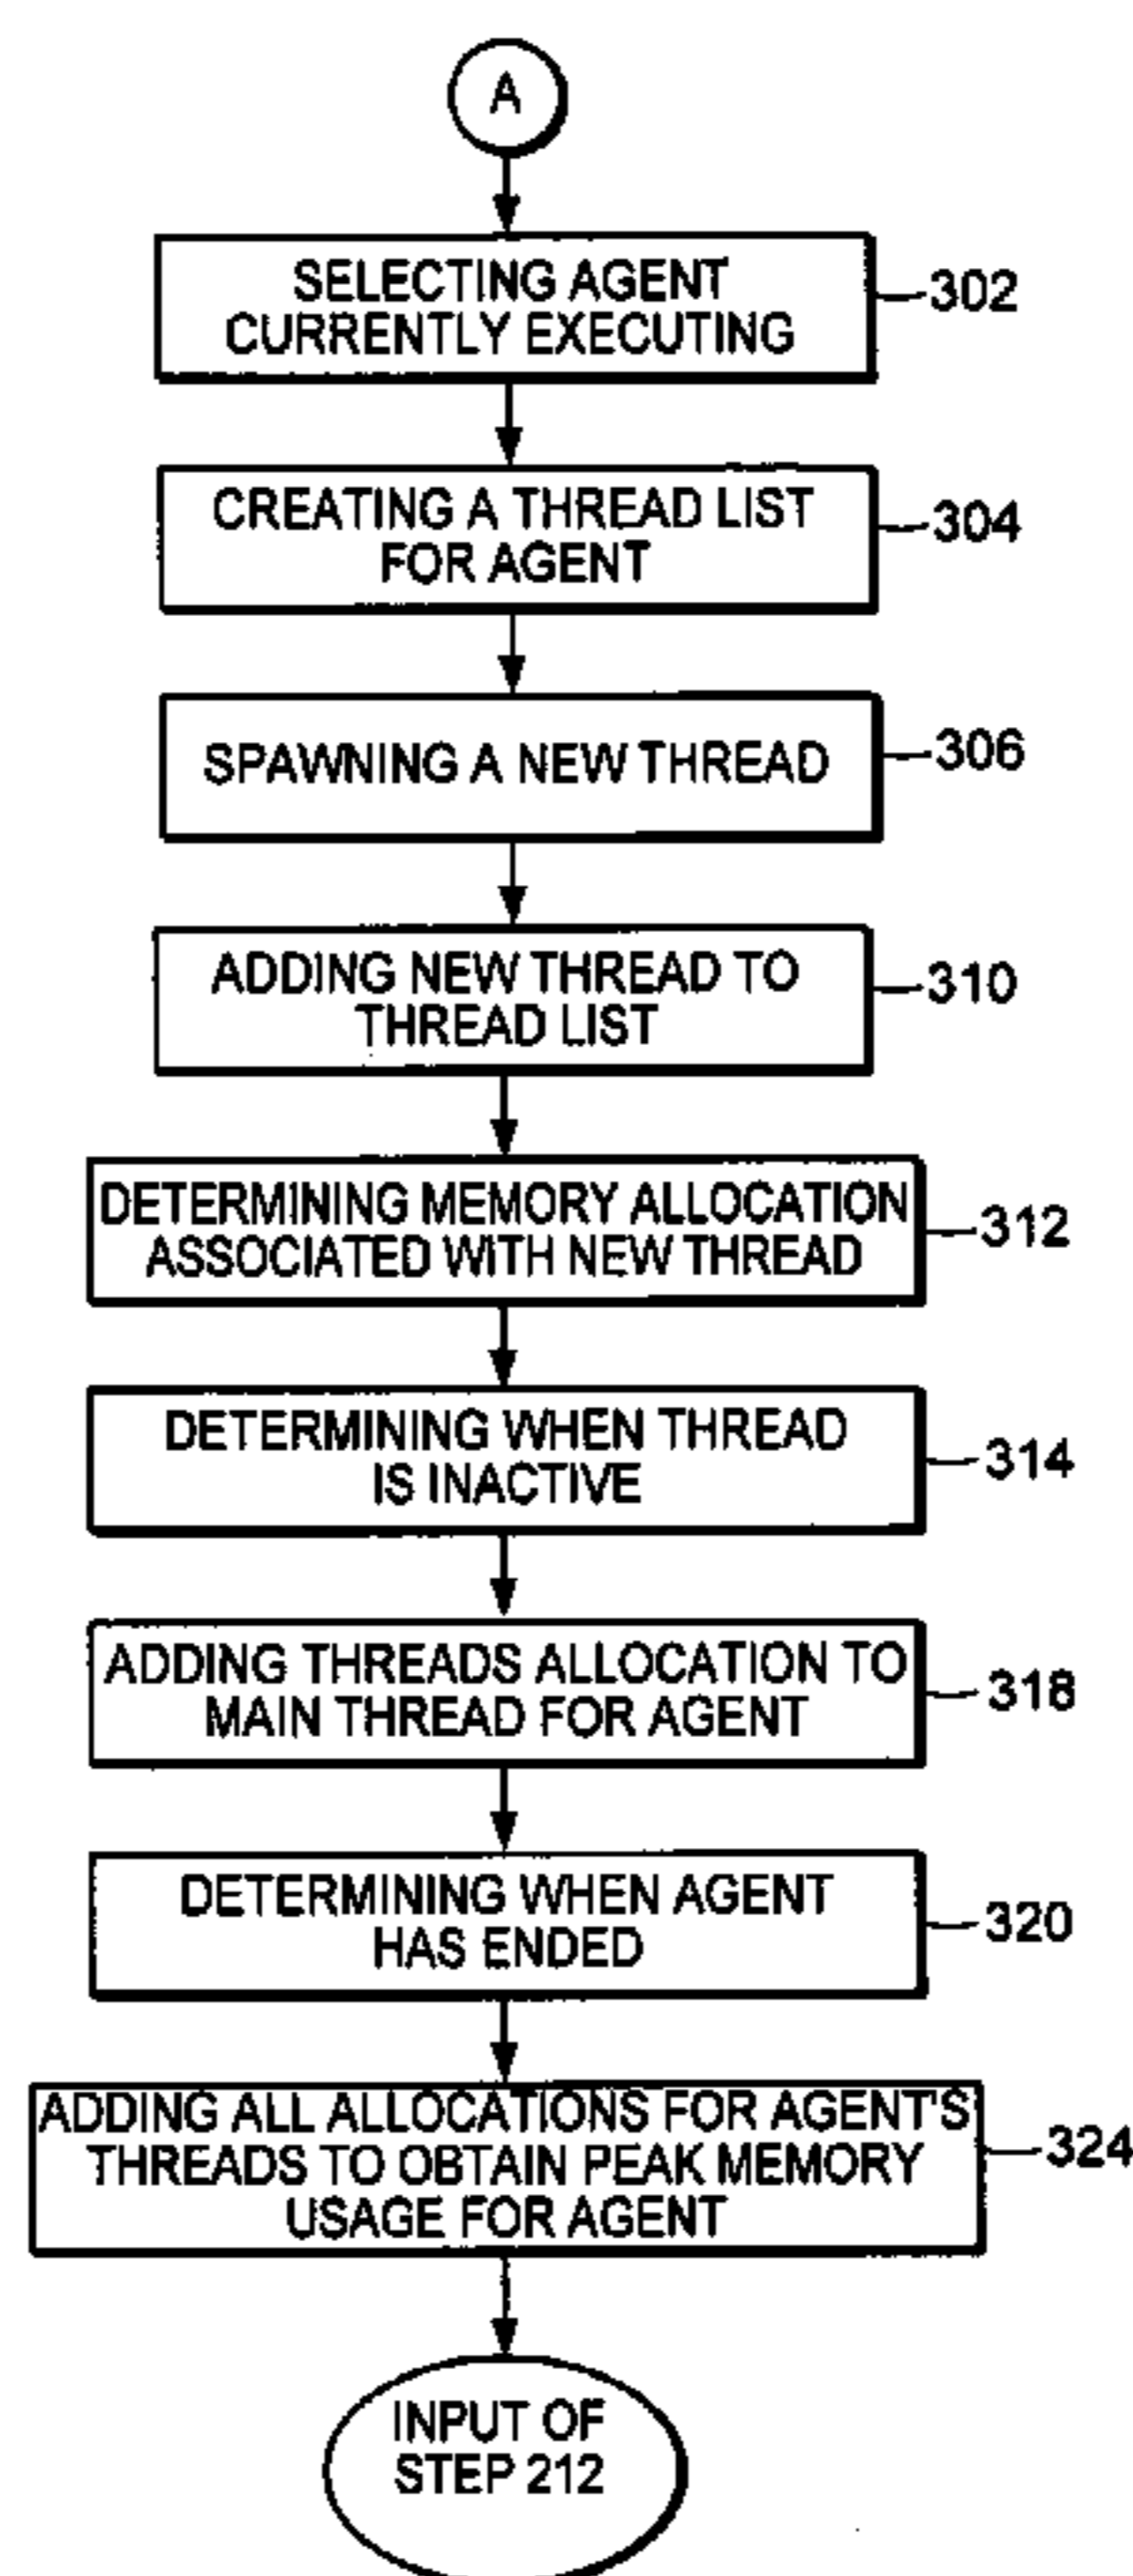 A
SELECTING AGENT
CURRENTLY EXECUTING
302
CREATING A THREAD LIST
FOR AGENT
304
SPAWNING A NEW THREAD
306
ADDING NEW THREAD TO
THREAD LIST
310
DETERMINING MEMORY ALLOCATION
ASSOCIATED WITH NEW THREAD
312
DETERMINING WHEN THREAD
IS INACTIVE
314
ADDING THREADS ALLOCATION TO
MAIN THREAD FOR AGENT
318
DETERMINING WHEN AGENT
HAS ENDED
320
ADDING ALL ALLOCATIONS FOR AGENT'S
THREADS TO OBTAIN PEAK MEMORY
USAGE FOR AGENT
324
INPUT OF
STEP 212